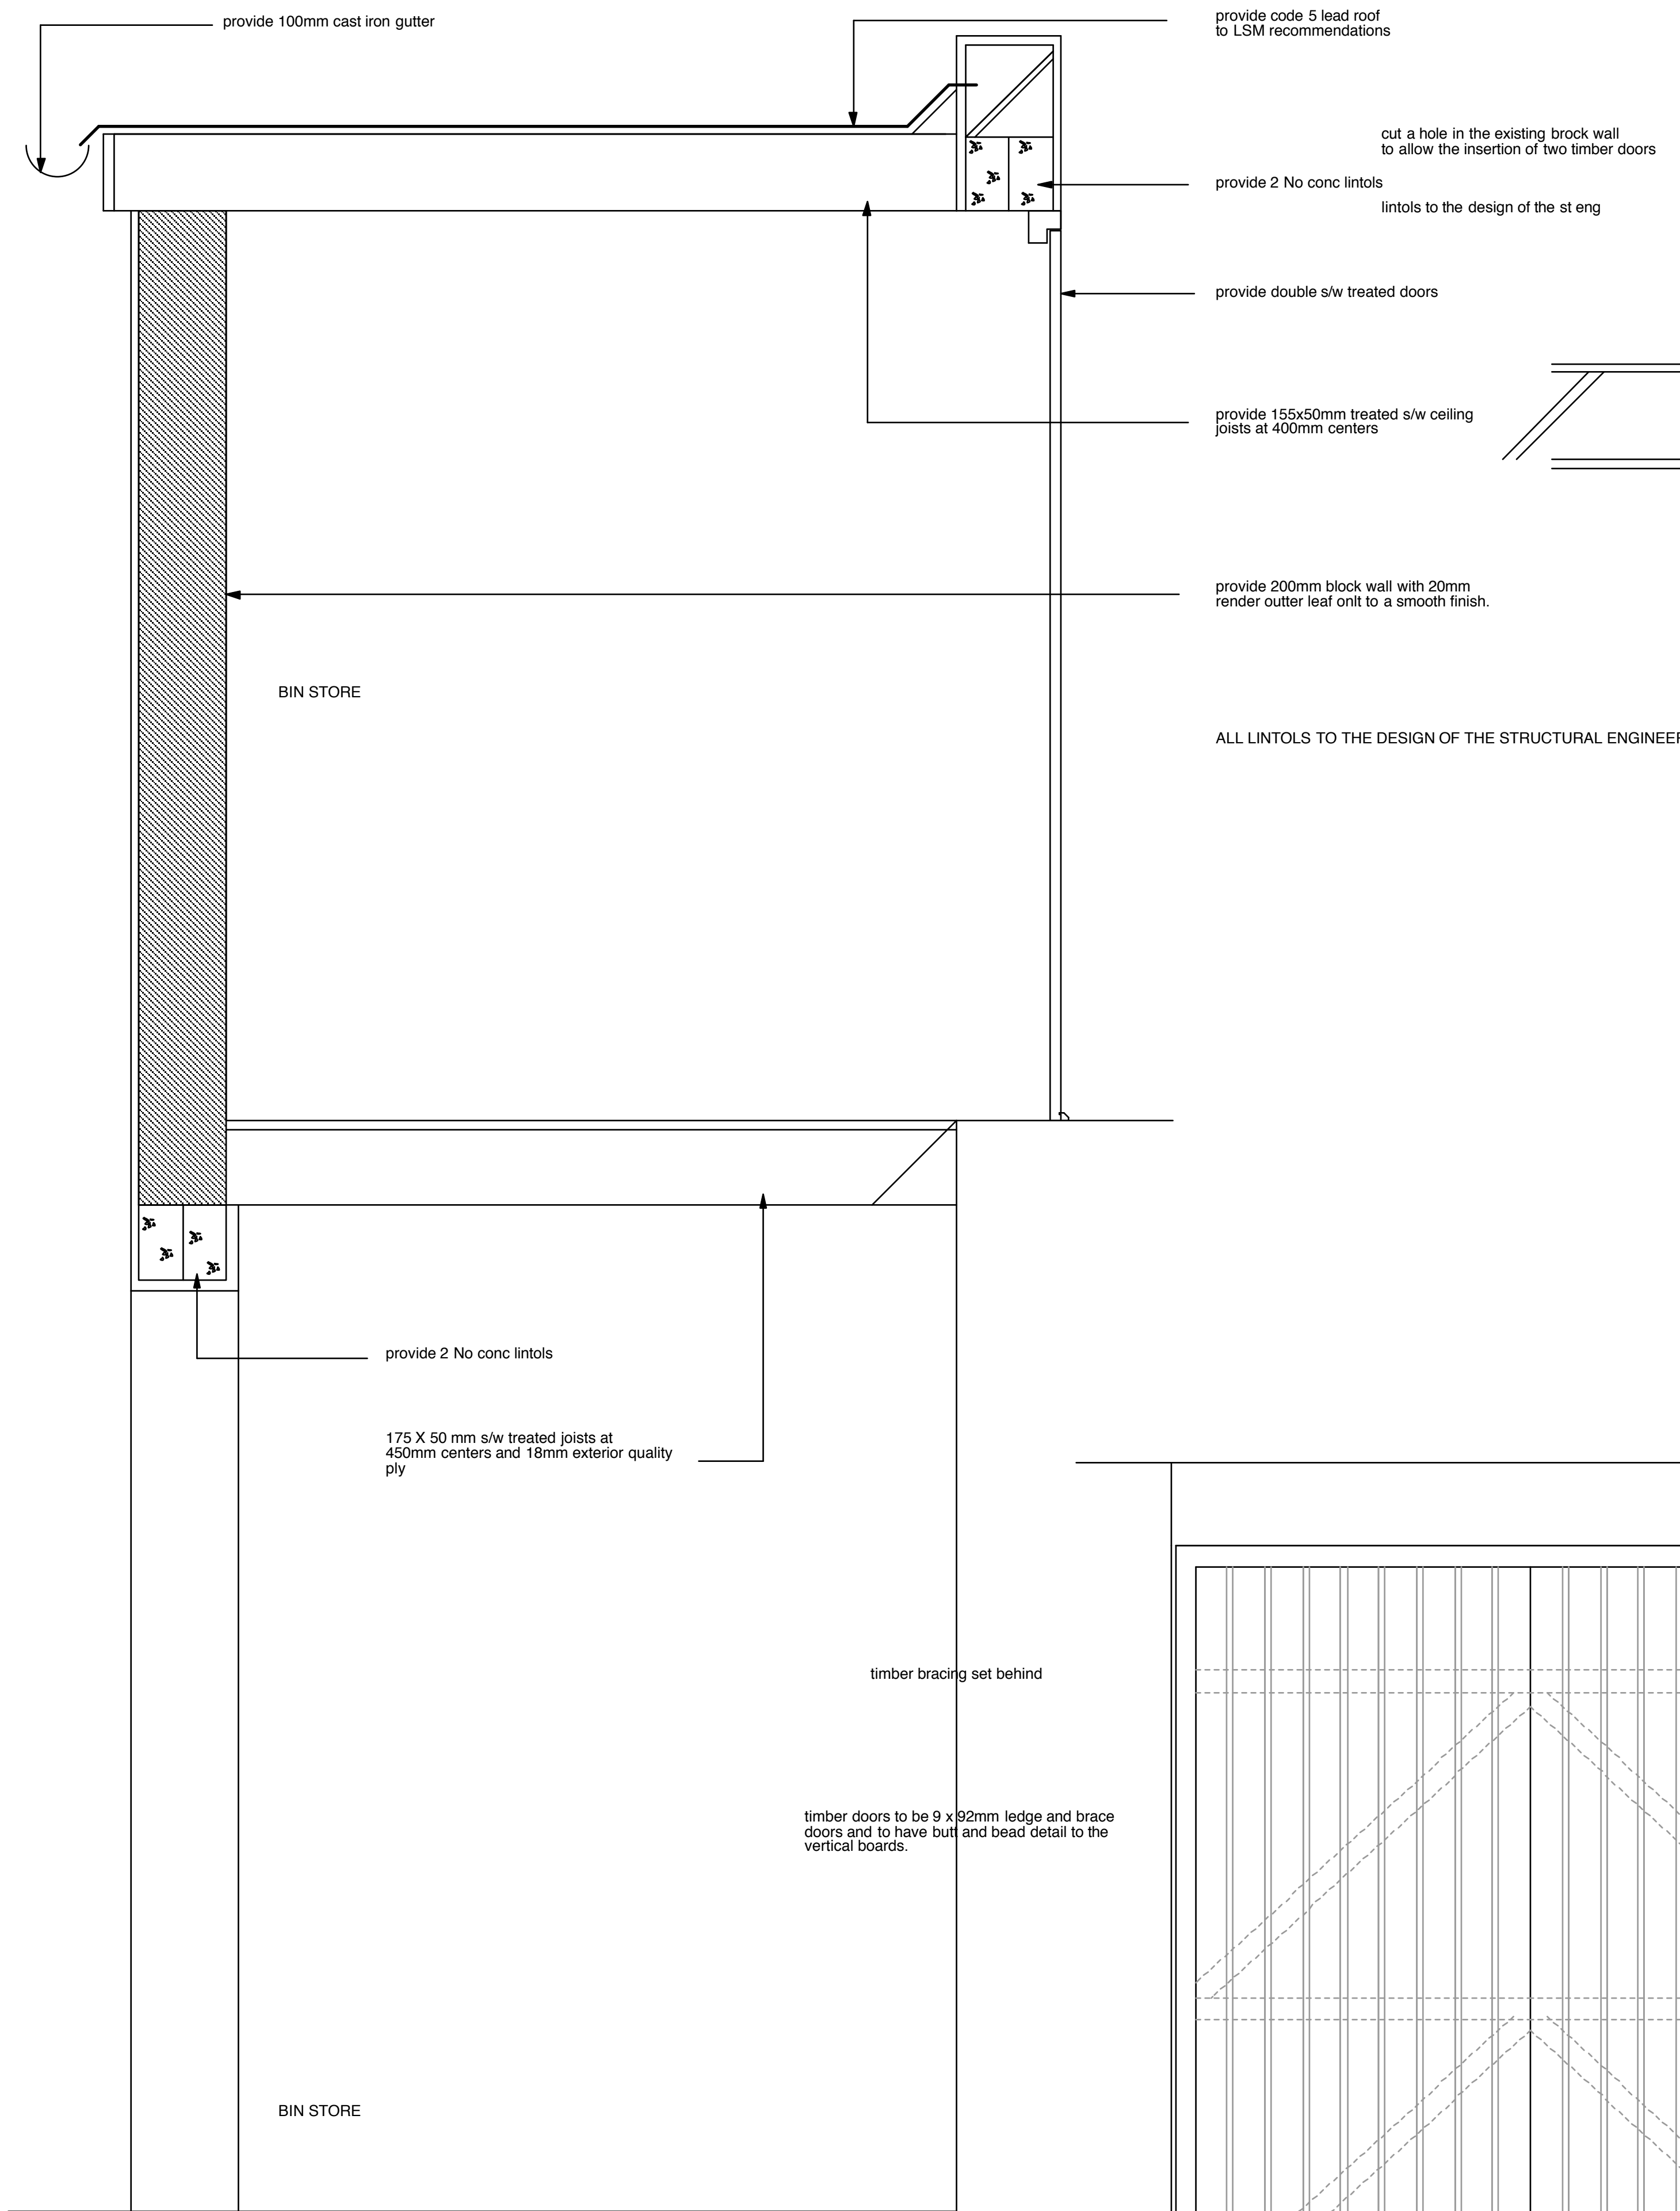 provide 100mm cast iron gutter
provide code 5 lead roof
to LSM recommendations
cut a hole in the existing brock wall
to allow the insertion of two timber doors
provide 2 No conc lintols
lintols to the design of the st eng
provide double s/w treated doors
provide 155x50mm treated s/w ceiling
joists at 400mm centers
provide 200mm block wall with 20mm
render outter leaf onlt to a smooth finish.
BIN STORE
ALL LINTOLS TO THE DESIGN OF THE STRUCTURAL ENGINEER
provide 2 No conc lintols
175 X 50 mm s/w treated joists at
450mm centers and 18mm exterior quality
ply
timber bracing set behind
timber doors to be 9 x 92mm ledge and brace
doors and to have butt and bead detail to the
vertical boards.
BIN STORE